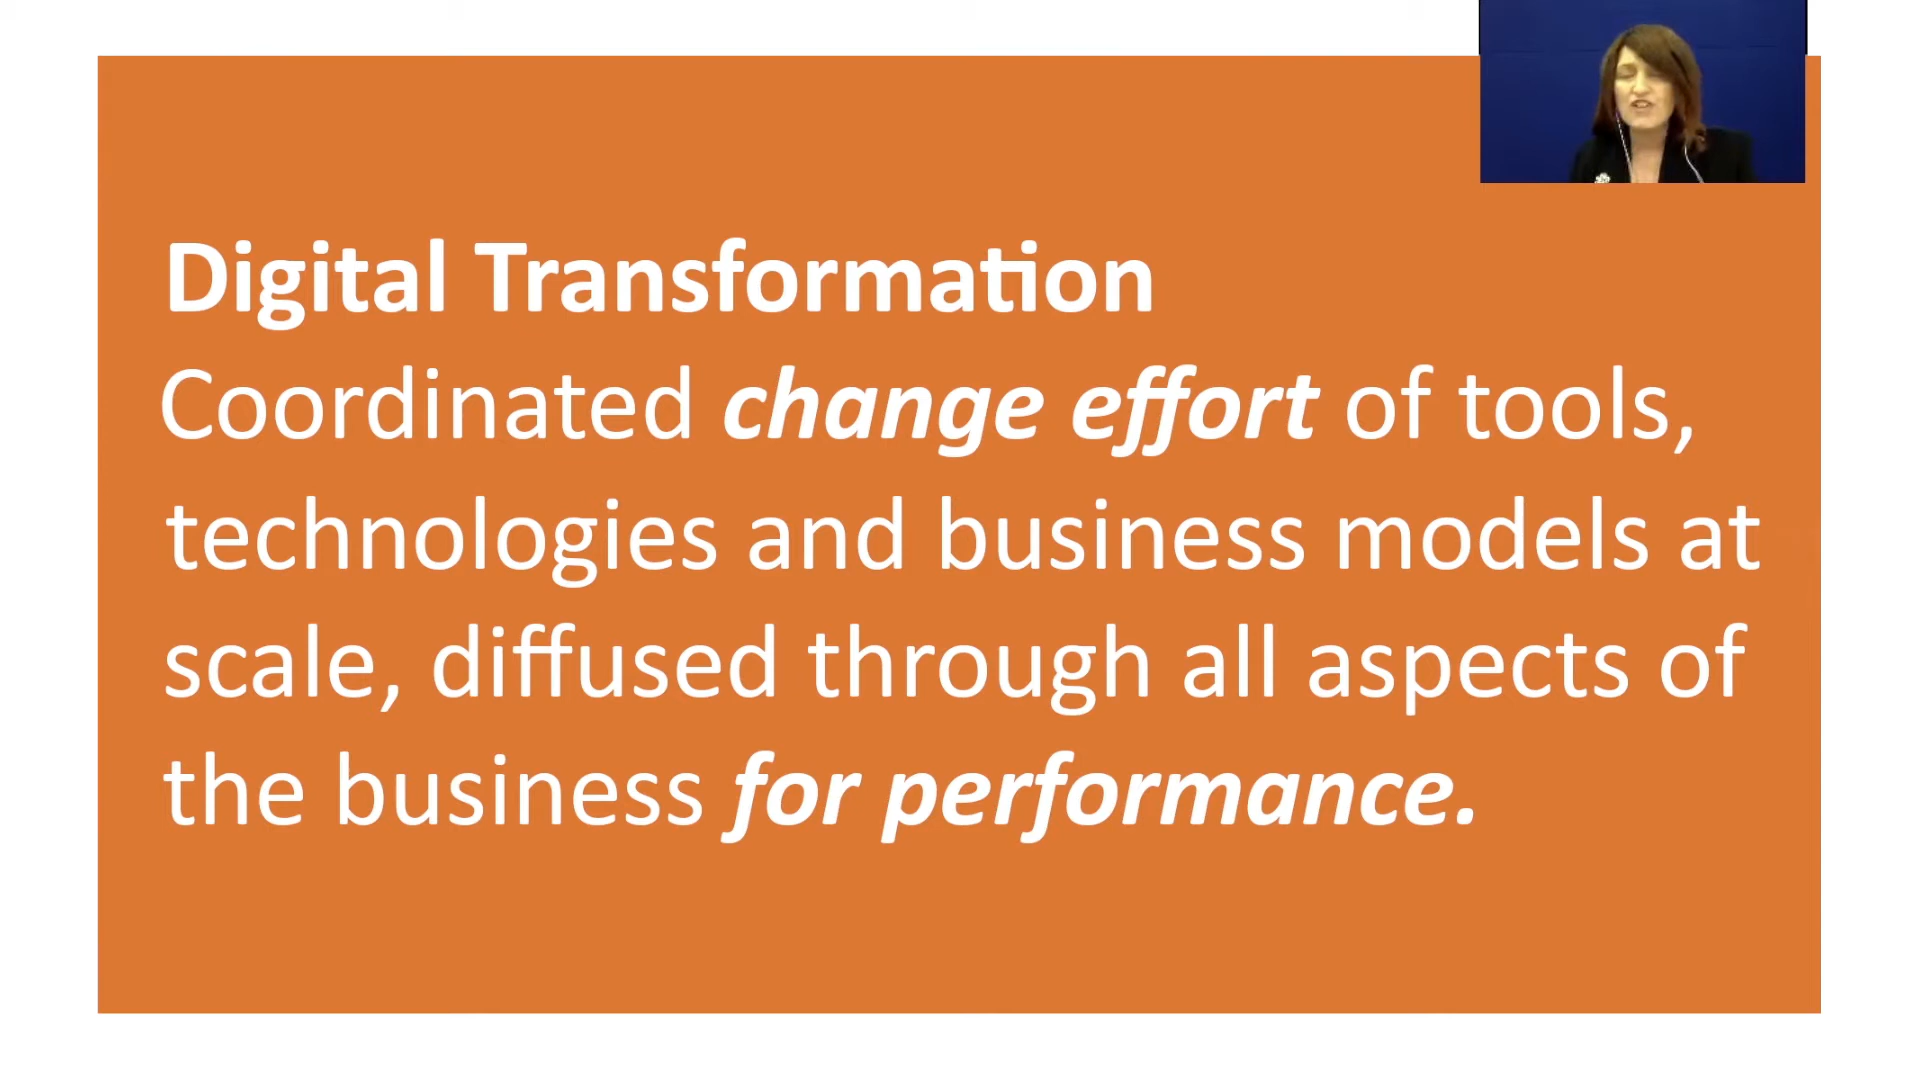 Digital Transformation
Coordinated change effort of tools,
technologies and business models at
scale, diffused through all aspects of
the business for performance.